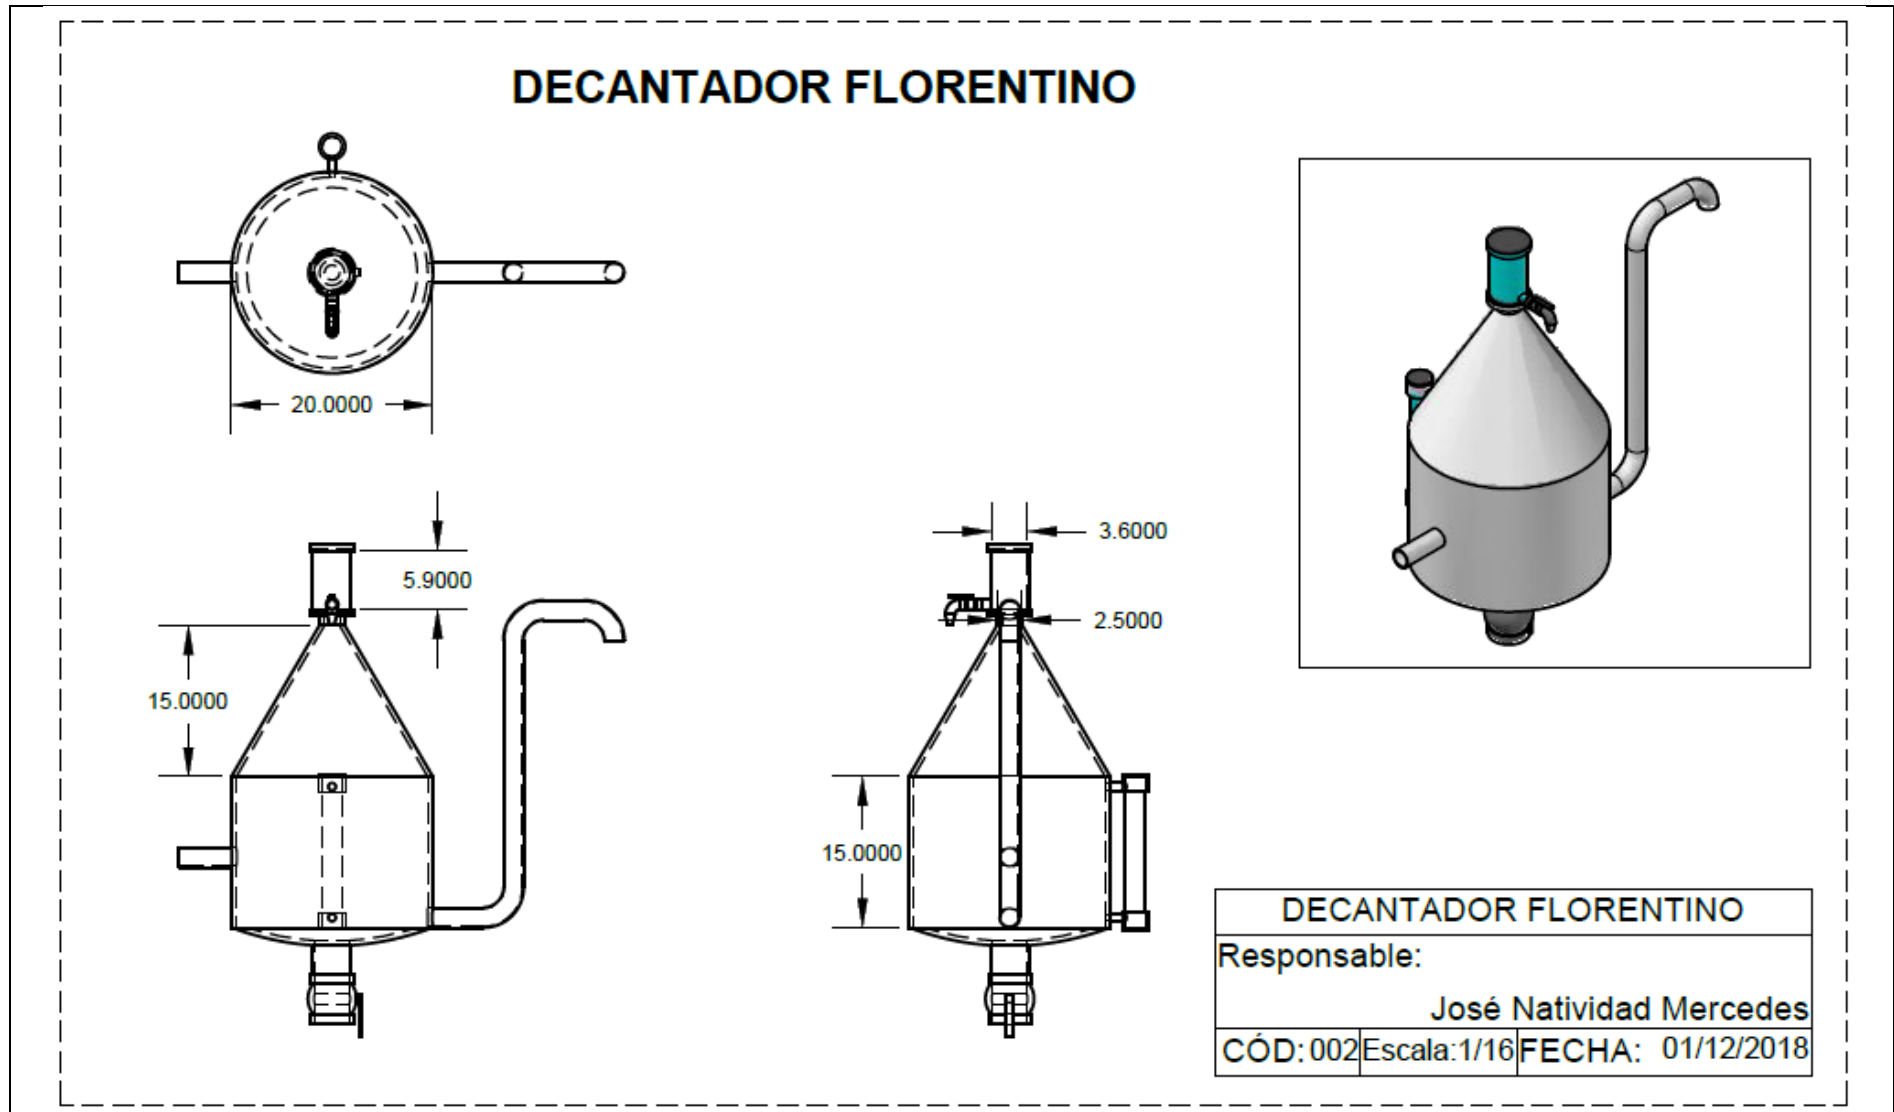 DECANTADOR FLORENTINO
20.0000
5.9000
15.0000
3.6000
2.5000
15.0000
DECANTADOR FLORENTINO
Responsable:
José Natividad Mercedes
CÓD: 002 Escala:1/16 FECHA: 01/12/2018